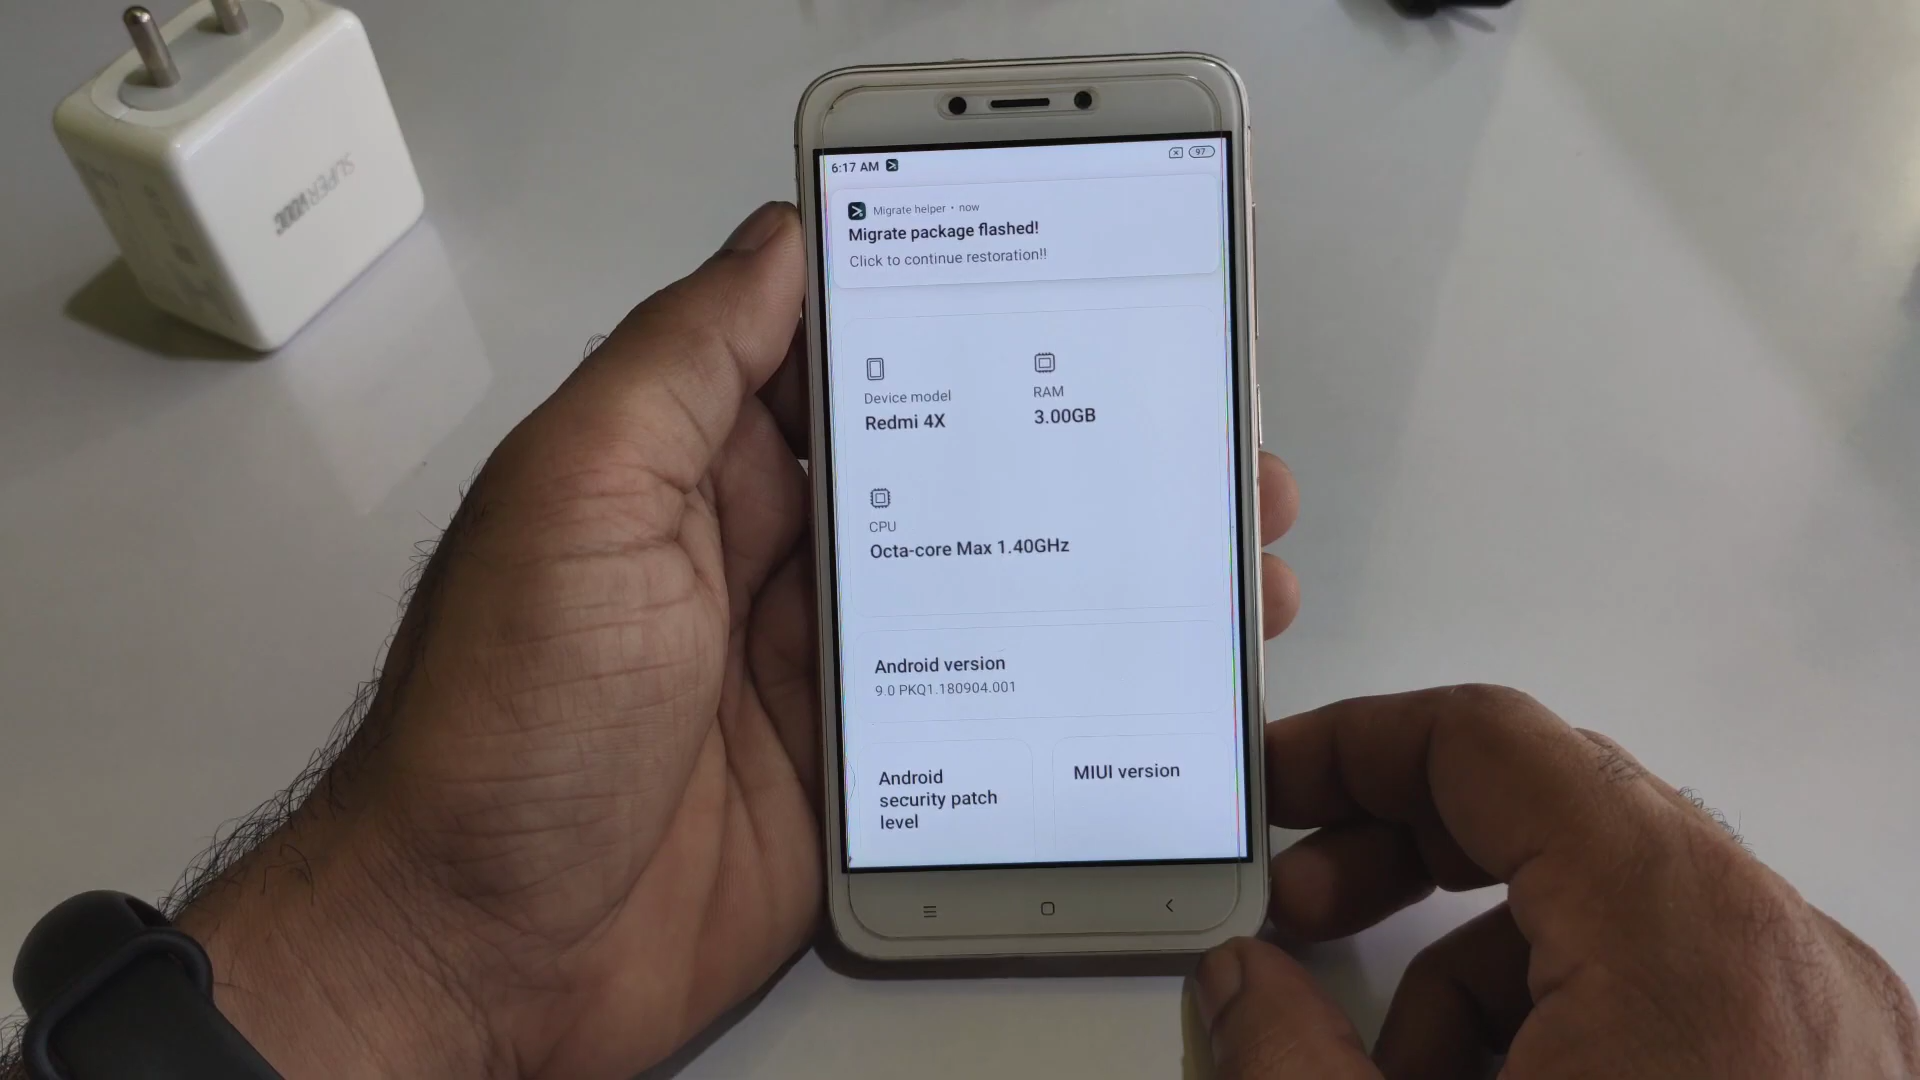 SUPERVOOC
6:17 AM
97
Migrate helper • now
Migrate package flashed!
Click to continue restoration!!
Device model
Redmi 4X
RAM
3.00GB
CPU
Octa-core Max 1.40GHz
Android version
9.0 PKQ1.180904.001
Android
security patch
level
MIUI version